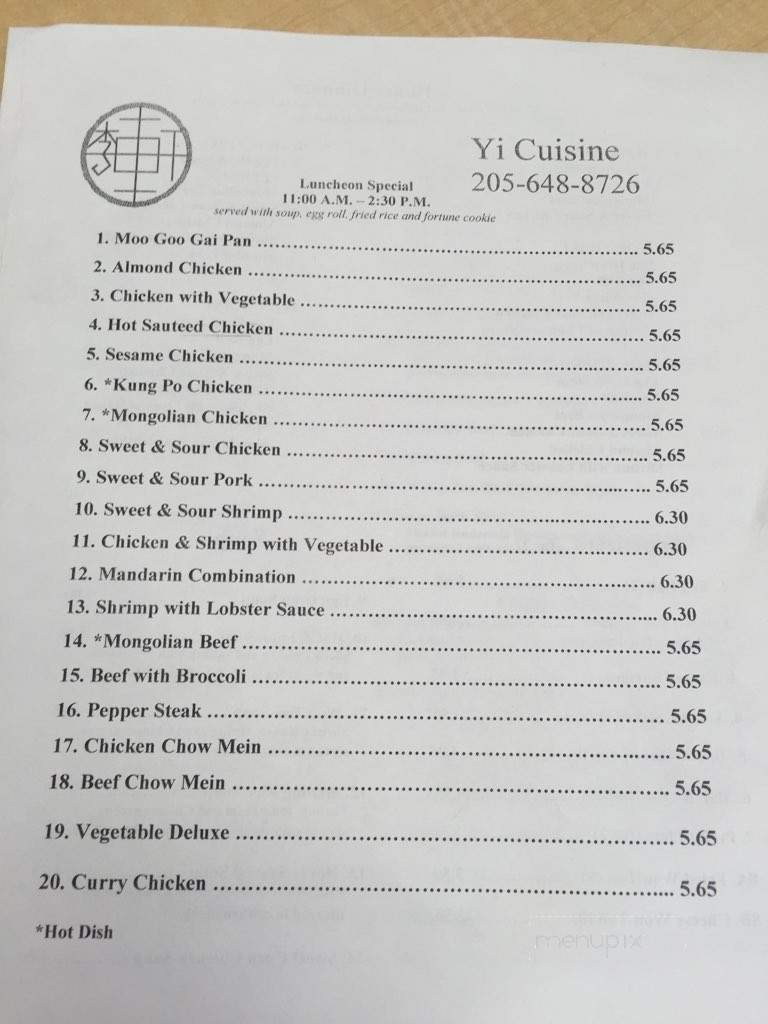 Yi Cuisine
205-648-8726
Luncheon Special
11:00 A.M. – 2:30 P.M.
served with soup, egg roll, fried rice and fortune cookie
1. Moo Goo Gai Pan ........ 5.65
2. Almond Chicken ........ 5.65
3. Chicken with Vegetable ........ 5.65
4. Hot Sauteed Chicken ........ 5.65
5. Sesame Chicken ........ 5.65
6. *Kung Po Chicken ........ 5.65
7. *Mongolian Chicken ........ 5.65
8. Sweet & Sour Chicken ........ 5.65
9. Sweet & Sour Pork ........ 5.65
10. Sweet & Sour Shrimp ........ 6.30
11. Chicken & Shrimp with Vegetable ........ 6.30
12. Mandarin Combination ........ 6.30
13. Shrimp with Lobster Sauce ........ 6.30
14. *Mongolian Beef ........ 5.65
15. Beef with Broccoli ........ 5.65
16. Pepper Steak ........ 5.65
17. Chicken Chow Mein ........ 5.65
18. Beef Chow Mein ........ 5.65
19. Vegetable Deluxe ........ 5.65
20. Curry Chicken ........ 5.65
*Hot Dish
menupix